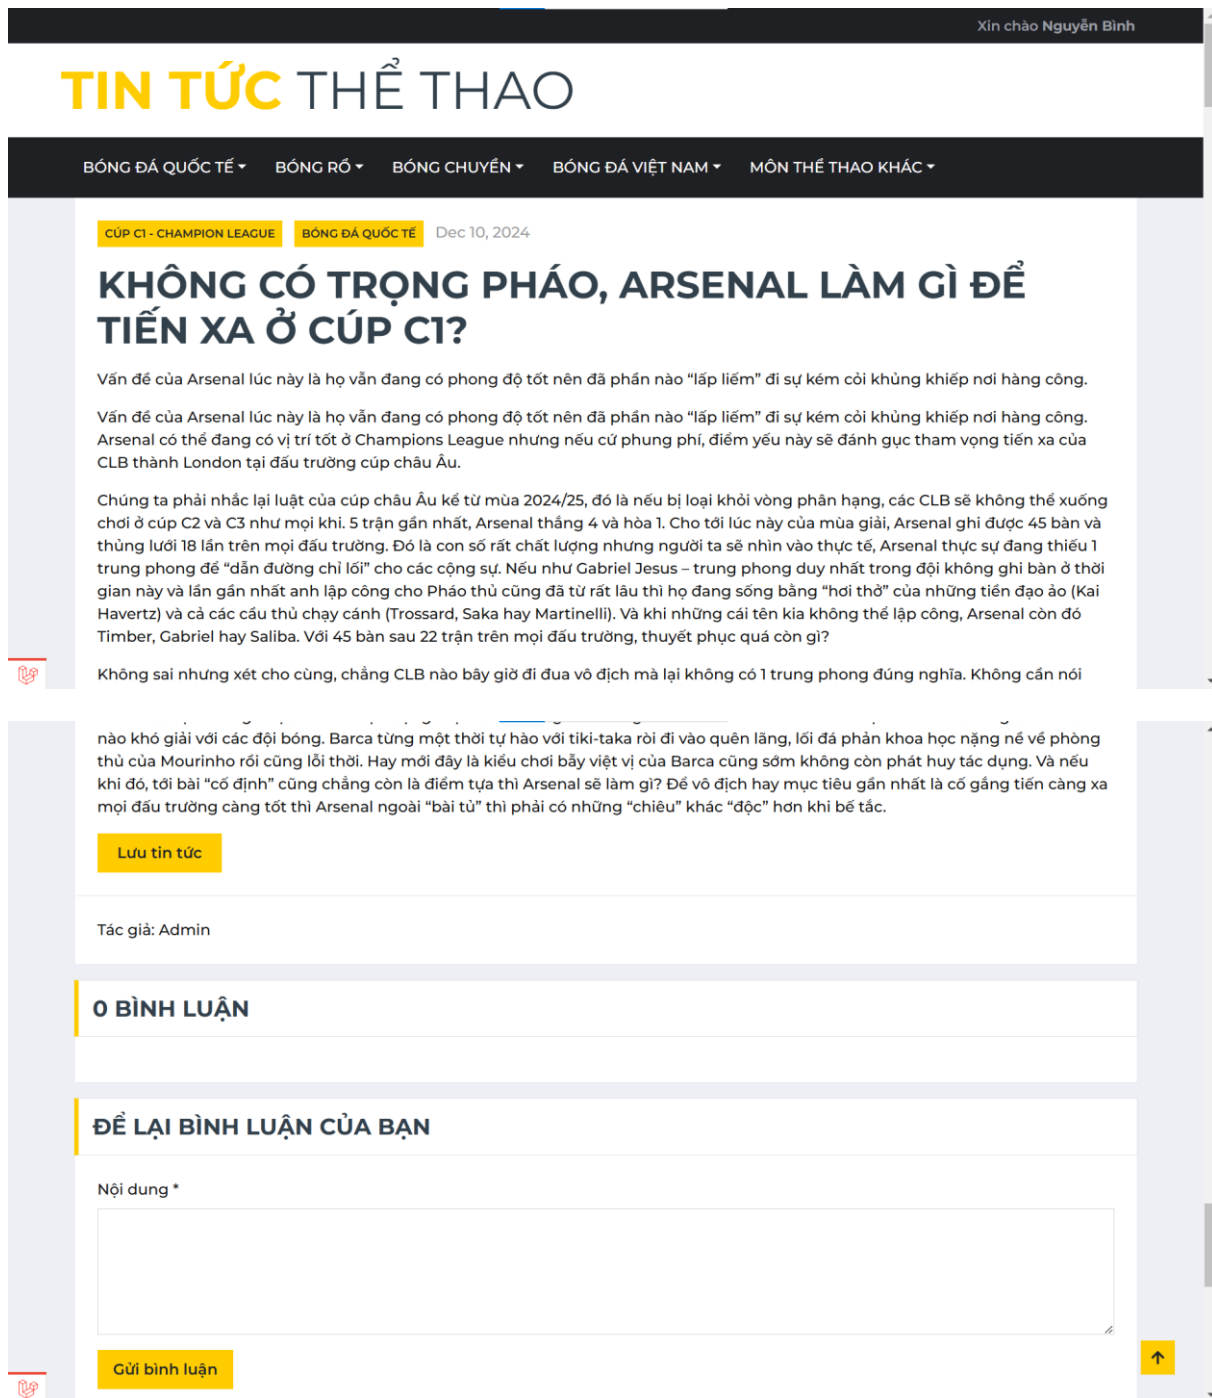 Xin chào Nguyễn Bình
TIN TỨC THỂ THAO
BÓNG ĐÁ QUỐC TẾ BÓNG RỔ BÓNG CHUYỀN BÓNG ĐÁ VIỆT NAM MÔN THỂ THAO KHÁC
CÚP C1 - CHAMPION LEAGUE BÓNG ĐÁ QUỐC TẾ Dec 10, 2024
KHÔNG CÓ TRỌNG PHÁO, ARSENAL LÀM GÌ ĐỂ
TIẾN XA Ở CÚP C1?
Vấn đề của Arsenal lúc này là họ vẫn đang có phong độ tốt nên đã phần nào “lấp liếm” đi sự kém cỏi khủng khiếp nơi hàng công.
Vấn đề của Arsenal lúc này là họ vẫn đang có phong độ tốt nên đã phần nào “lấp liếm” đi sự kém cỏi khủng khiếp nơi hàng công.
Arsenal có thể đang có vị trí tốt ở Champions League nhưng nếu cứ phung phí, điểm yếu này sẽ đánh gục tham vọng tiến xa của
CLB thành London tại đấu trường cúp châu Âu.
Chúng ta phải nhắc lại luật của cúp châu Âu kể từ mùa 2024/25, đó là nếu bị loại khỏi vòng phân hạng, các CLB sẽ không thể xuống
chơi ở cúp C2 và C3 như mọi khi. 5 trận gần nhất, Arsenal thắng 4 và hòa 1. Cho tới lúc này của mùa giải, Arsenal ghi được 45 bàn và
thủng lưới 18 lần trên mọi đấu trường. Đó là con số rất chất lượng nhưng người ta sẽ nhìn vào thực tế, Arsenal thực sự đang thiếu 1
trung phong để “dẫn đường chỉ lối” cho các cộng sự. Nếu như Gabriel Jesus – trung phong duy nhất trong đội không ghi bàn ở thời
gian này và lần gần nhất anh lập công cho Pháo thủ cũng đã từ rất lâu thì họ đang sống bằng “hơi thở” của những tiền đạo ảo (Kai
Havertz) và cả các cầu thủ chạy cánh (Trossard, Saka hay Martinelli). Và khi những cái tên kia không thể lập công, Arsenal còn đó
Timber, Gabriel hay Saliba. Với 45 bàn sau 22 trận trên mọi đấu trường, thuyết phục quá còn gì?
Không sai nhưng xét cho cùng, chẳng CLB nào bây giờ đi đua vô địch mà lại không có 1 trung phong đúng nghĩa. Không cần nói
nào khó giải với các đội bóng. Barca từng một thời tự hào với tiki-taka ròi đi vào quên lãng, lối đá phản khoa học nặng nề về phòng
thủ của Mourinho rồi cũng lỗi thời. Hay mới đây là kiểu chơi bẫy việt vị của Barca cũng sớm không còn phát huy tác dụng. Và nếu
khi đó, tới bài “cố định” cũng chẳng còn là điểm tựa thì Arsenal sẽ làm gì? Để vô địch hay mục tiêu gần nhất là cố gắng tiến càng xa
mọi đấu trường càng tốt thì Arsenal ngoài “bài tủ” thì phải có những “chiêu” khác “độc” hơn khi bế tắc.
Lưu tin tức
Tác giả: Admin
0 BÌNH LUẬN
ĐỂ LẠI BÌNH LUẬN CỦA BẠN
Nội dung *
Gửi bình luận